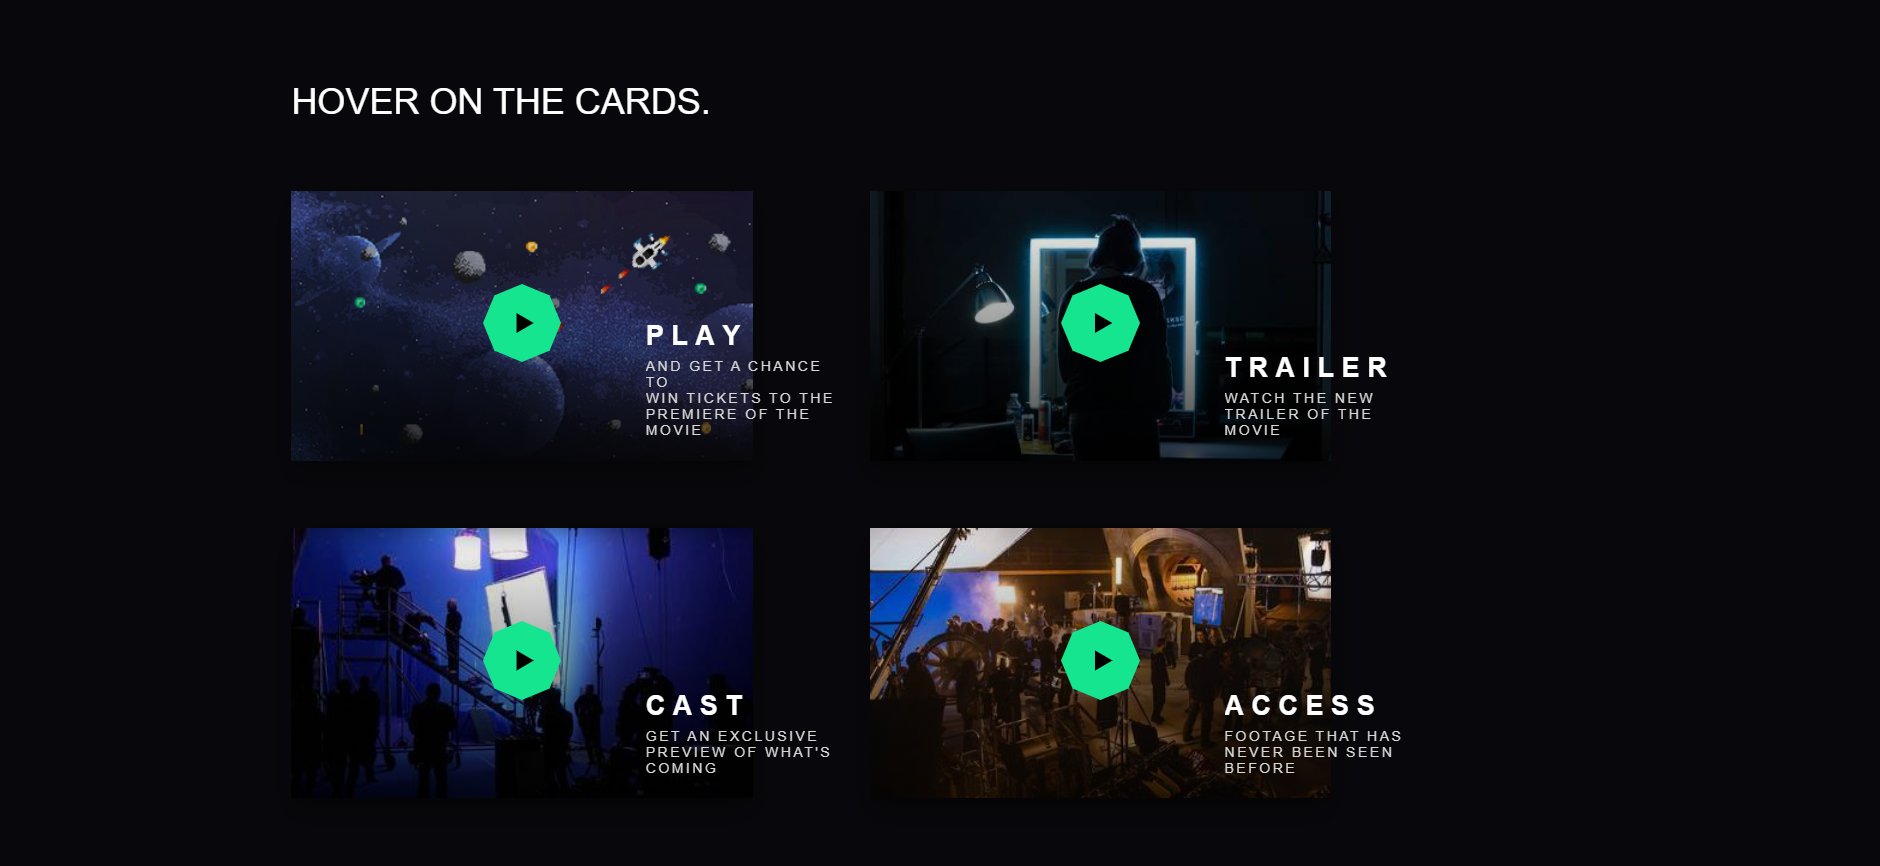 HOVER ON THE CARDS.
PLAY
AND GET A CHANCE
TO
WIN TICKETS TO THE
PREMIERE OF THE
MOVIE
TRAILER
WATCH THE NEW
TRAILER OF THE
MOVIE
CAST
GET AN EXCLUSIVE
PREVIEW OF WHAT'S
COMING
ACCESS
FOOTAGE THAT HAS
NEVER BEEN SEEN
BEFORE